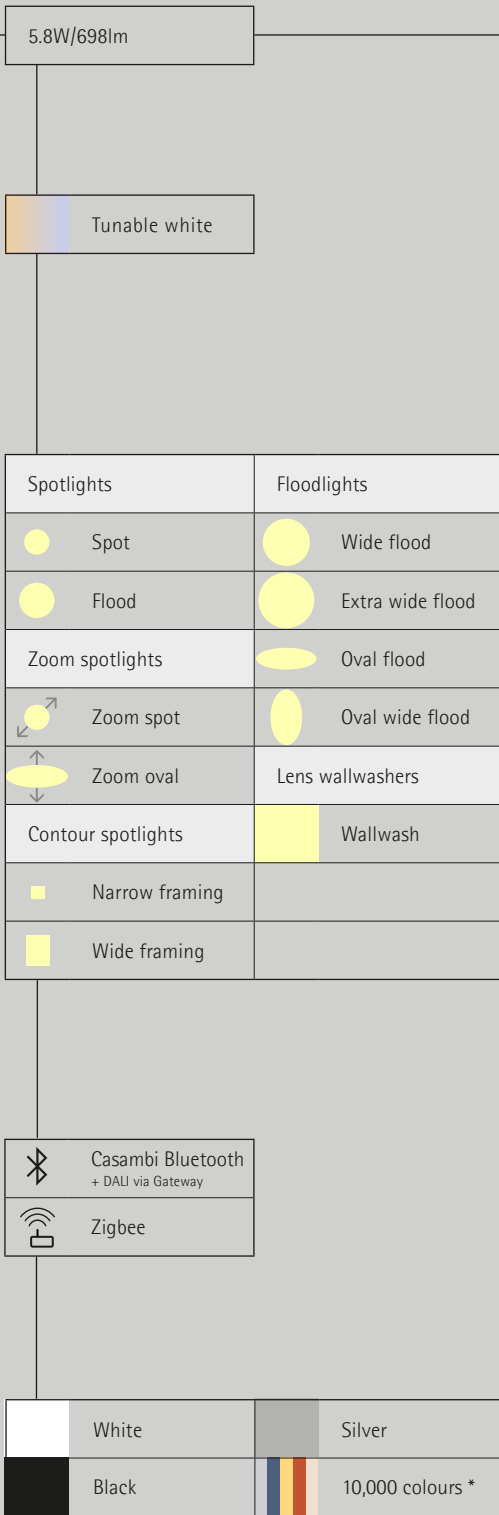 5.8W/698lm
Tunable white
Spotlights
Floodlights
Spot
Wide flood
Flood
Extra wide flood
Zoom spotlights
Oval flood
Zoom spot
Oval wide flood
Zoom oval
Lens wallwashers
Contour spotlights
Wallwash
Narrow framing
Wide framing
Casambi Bluetooth
+ DALI via Gateway
Zigbee
White
Silver
Black
10,000 colours *